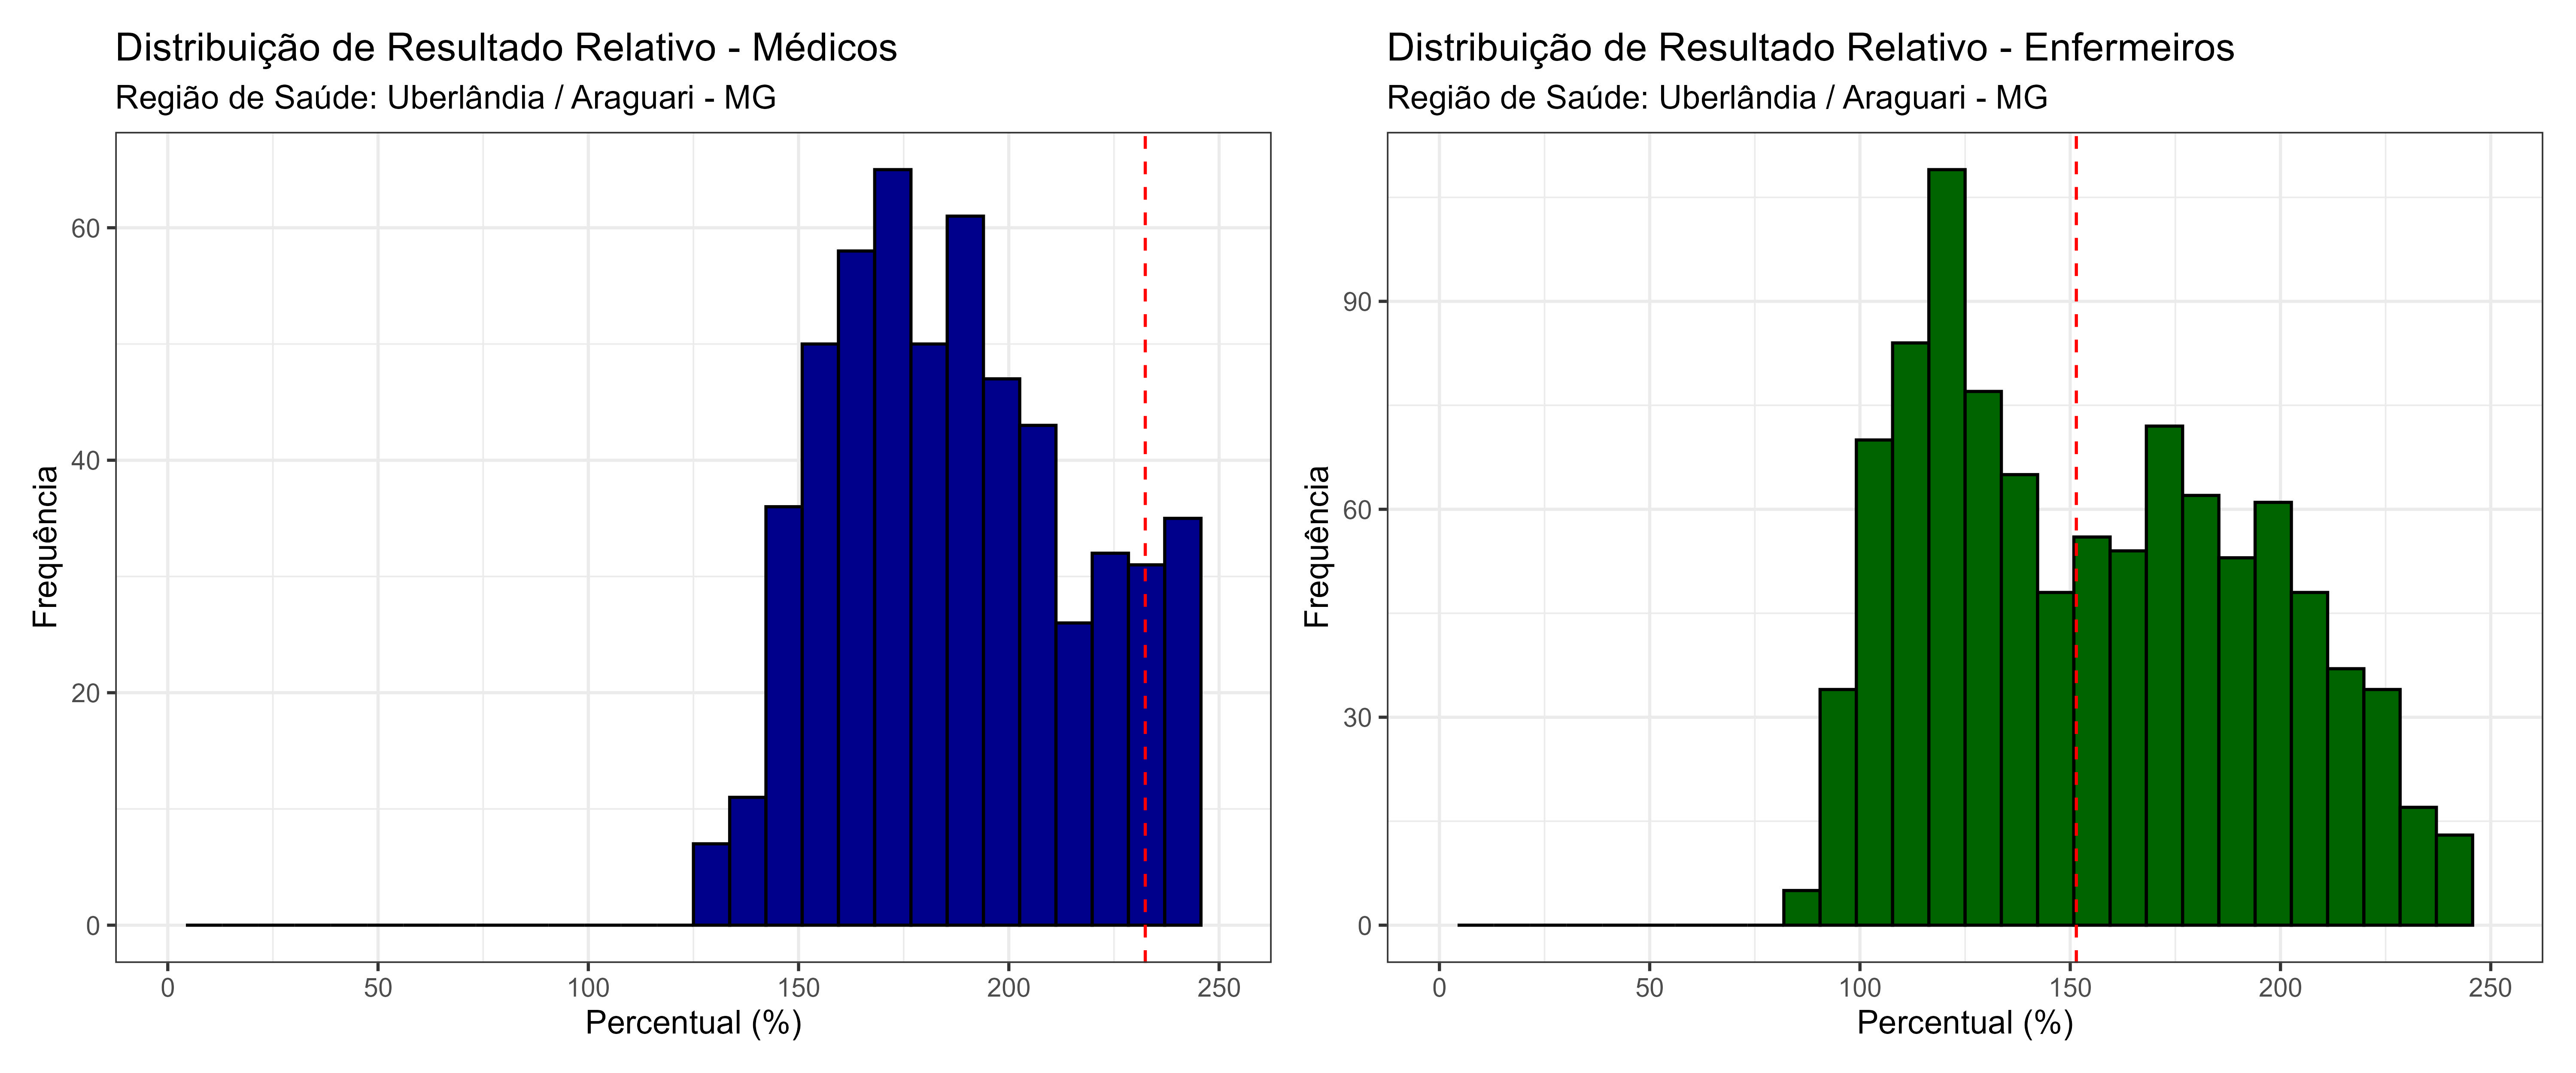 Distribuição de Resultado Relativo - Médicos
Região de Saúde: Uberlândia / Araguari - MG
Frequência
60
40
20
0
0 50 100 150 200 250
Percentual (%)
Distribuição de Resultado Relativo - Enfermeiros
Região de Saúde: Uberlândia / Araguari - MG
Frequência
90
60
30
0
0 50 100 150 200 250
Percentual (%)